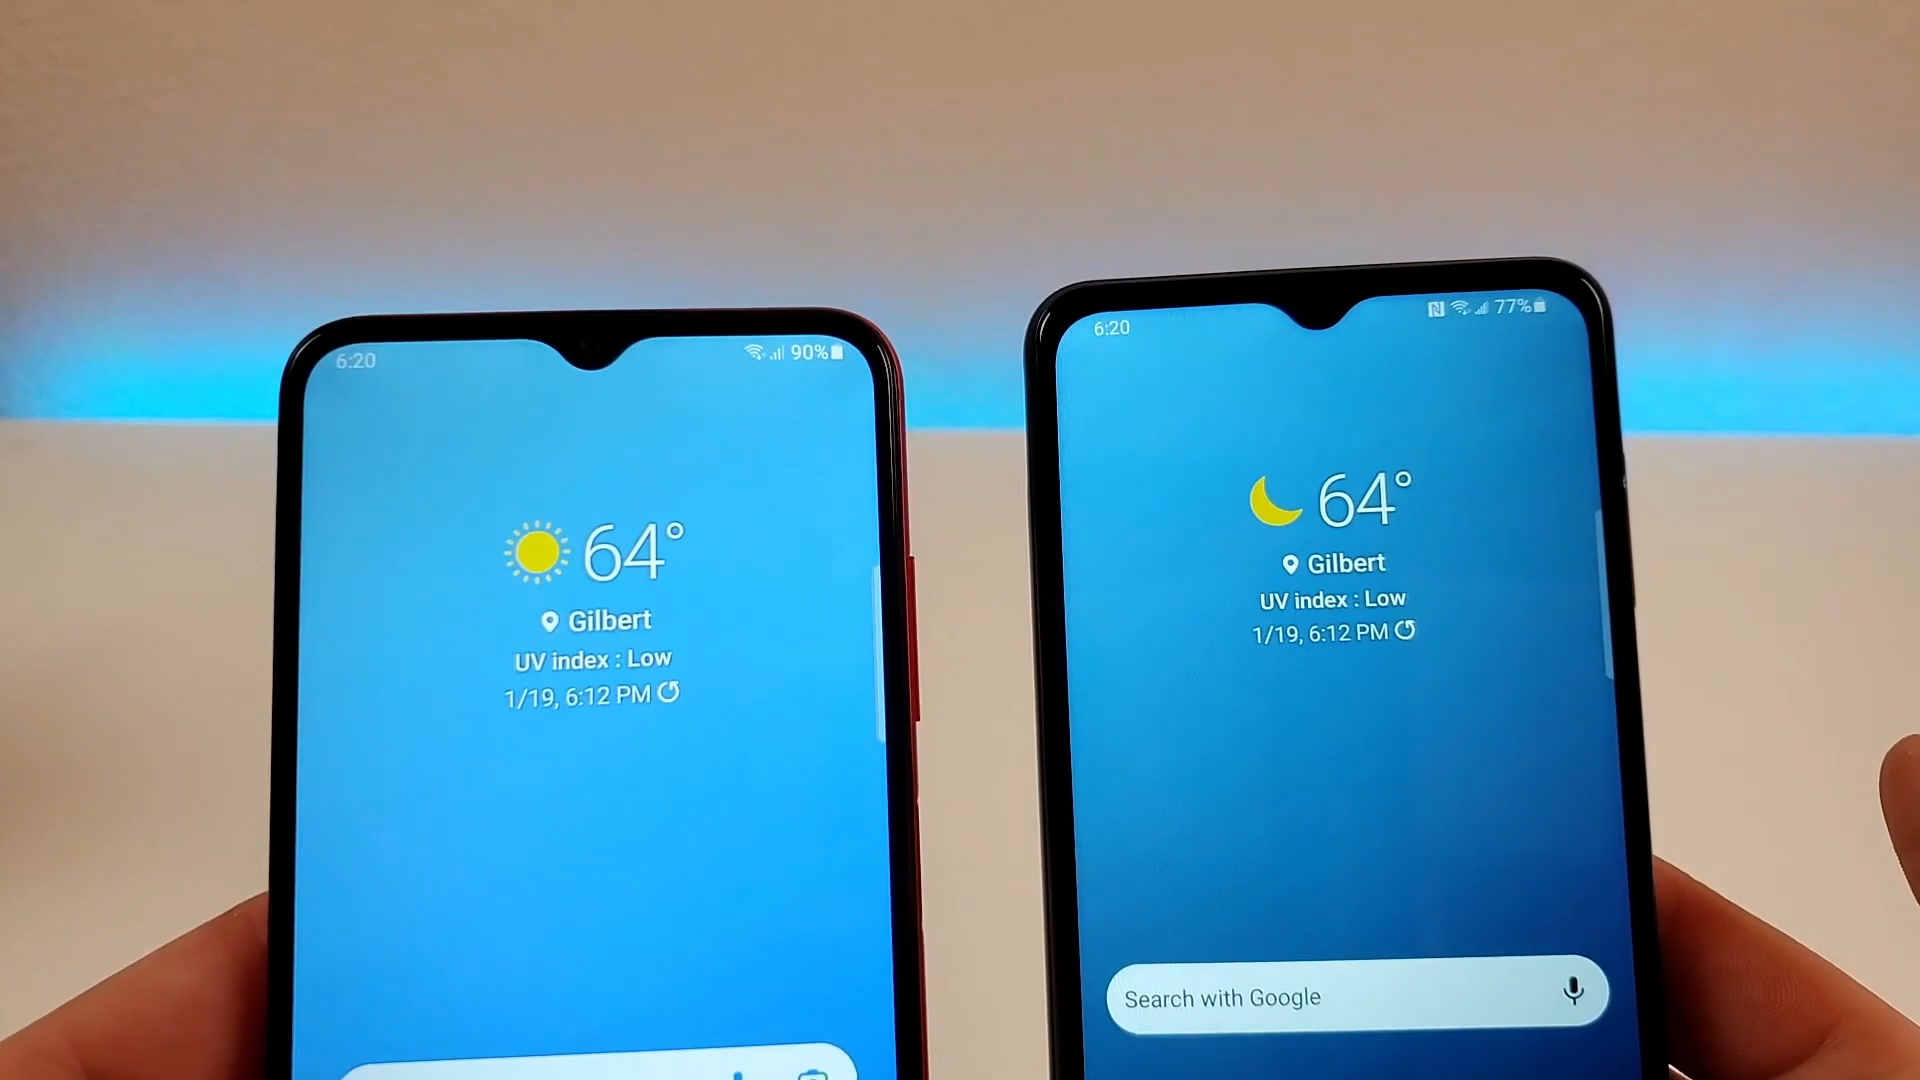 6:20
90%
64°
Gilbert
UV index : Low
1/19, 6:12 PM
6:20
77%
64°
Gilbert
UV index : Low
1/19, 6:12 PM
Search with Google